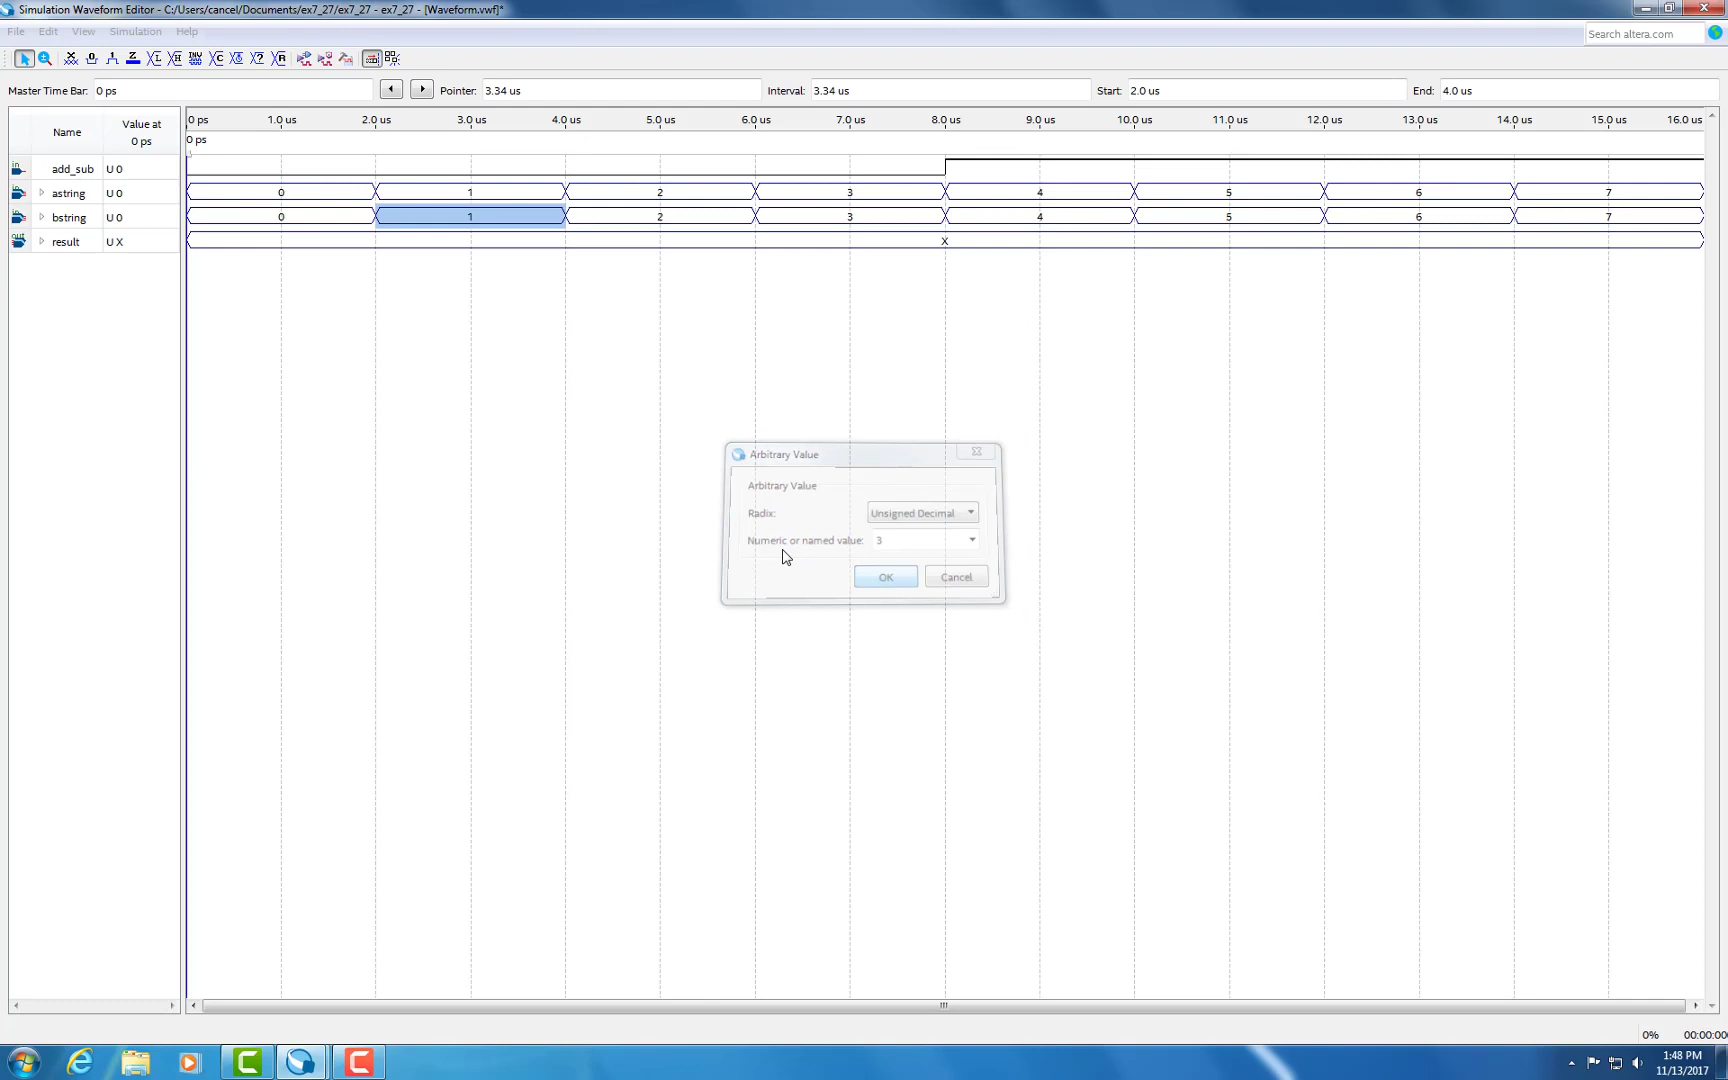 Simulation Waveform Editor - C:/Users/cancel/Documents/ex7_27/ex7_27 - ex7_27 - [Waveform.vwf]*
File Edit View Simulation Help
Search altera.com
Master Time Bar: 0 ps Pointer: 3.34 us Interval: 3.34 us Start: 2.0 us End: 4.0 us
Name Value at 0 ps
0 ps 1.0 us 2.0 us 3.0 us 4.0 us 5.0 us 6.0 us 7.0 us 8.0 us 9.0 us 10.0 us 11.0 us 12.0 us 13.0 us 14.0 us 15.0 us 16.0 us
0 ps
add_sub U 0
astring U 0 0 1 2 3 4 5 6 7
bstring U 0 0 1 2 3 4 5 6 7
result U X X
Arbitrary Value
Arbitrary Value
Radix: Unsigned Decimal
Numeric or named value: 3
OK Cancel
0% 00:00:00
1:48 PM
11/13/2017